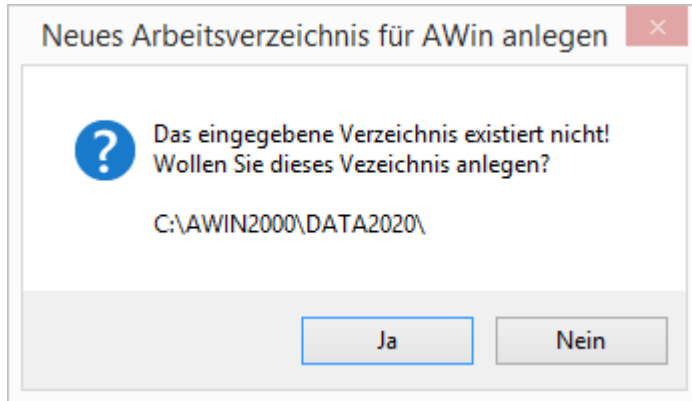 Neues Arbeitsverzeichnis für AWin anlegen
Das eingegebene Verzeichnis existiert nicht!
Wollen Sie dieses Vezeichnis anlegen?
C:\AWIN2000\DATA2020\
Ja
Nein